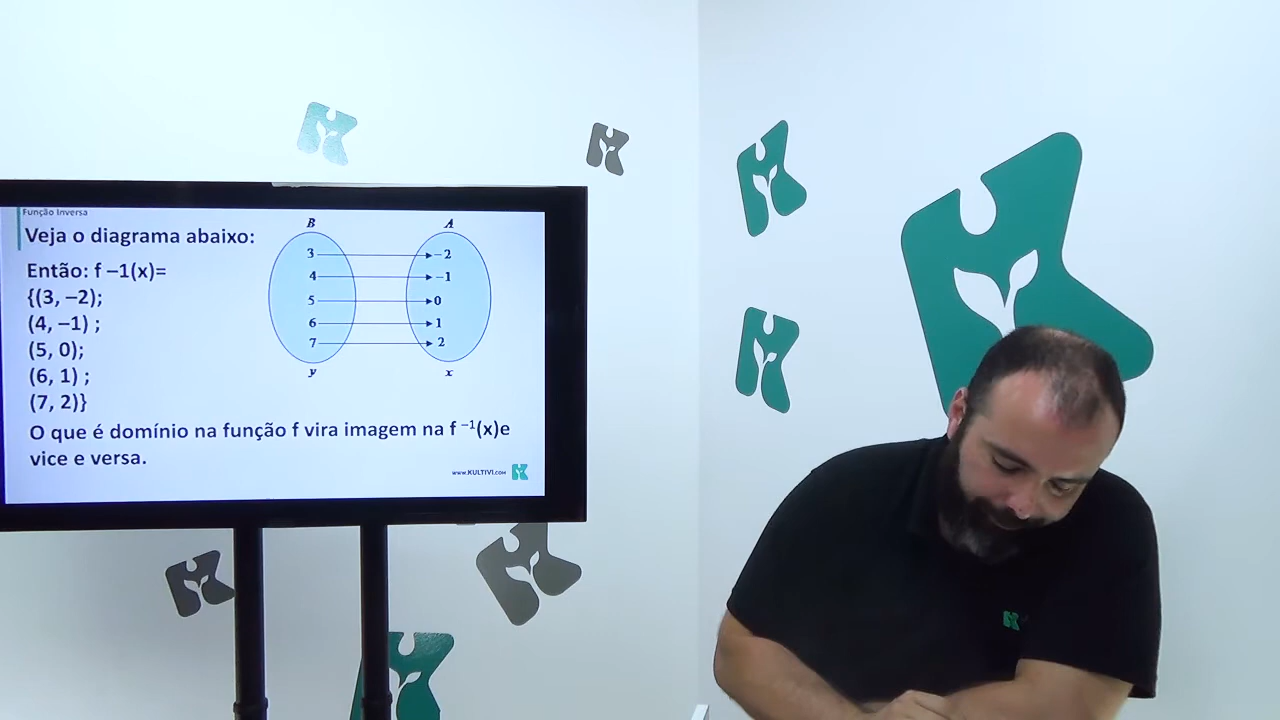 Função Inversa
Veja o diagrama abaixo:
Então: f –1(x)=
{(3, –2);
(4, –1) ;
(5, 0);
(6, 1) ;
(7, 2)}
B A
3 –2
4 –1
5 0
6 1
7 2
y x
O que é domínio na função f vira imagem na f ⁻¹(x)e
vice e versa.
www.KULTIVI.COM